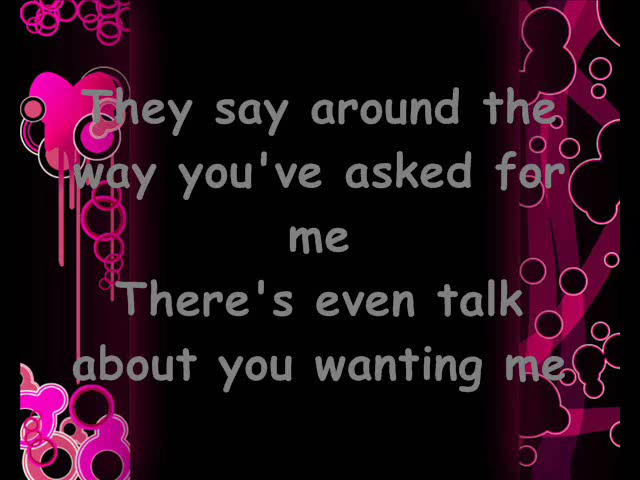 They say around the
way you've asked for
me
There's even talk
about you wanting me